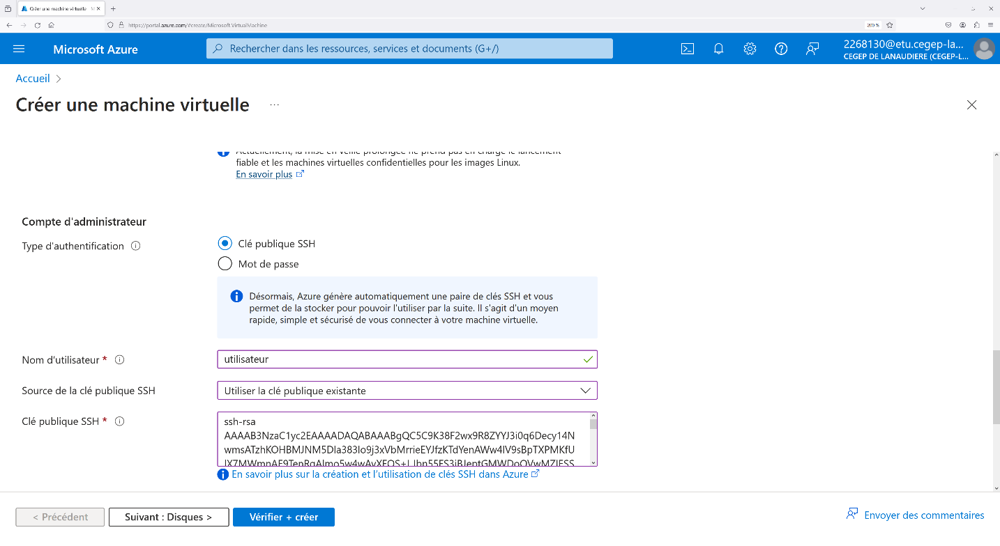 Créer une machine virtuelle
https://portal.azure.com/#create/Microsoft.VirtualMachine
200 %
Microsoft Azure
Rechercher dans les ressources, services et documents (G+/)
2268130@etu.cegep-la...
CEGEP DE LANAUDIERE (CEGEP-L...
Accueil
Créer une machine virtuelle
...
Actuellement, la mise en veille prolongée ne prend pas en charge le lancement
fiable et les machines virtuelles confidentielles pour les images Linux.
En savoir plus
Compte d'administrateur
Type d'authentification
Clé publique SSH
Mot de passe
Désormais, Azure génère automatiquement une paire de clés SSH et vous
permet de la stocker pour pouvoir l'utiliser par la suite. Il s'agit d'un moyen
rapide, simple et sécurisé de vous connecter à votre machine virtuelle.
Nom d'utilisateur *
utilisateur
Source de la clé publique SSH
Utiliser la clé publique existante
Clé publique SSH *
ssh-rsa
En savoir plus sur la création et l'utilisation de clés SSH dans Azure
< Précédent
Suivant : Disques >
Vérifier + créer
Envoyer des commentaires